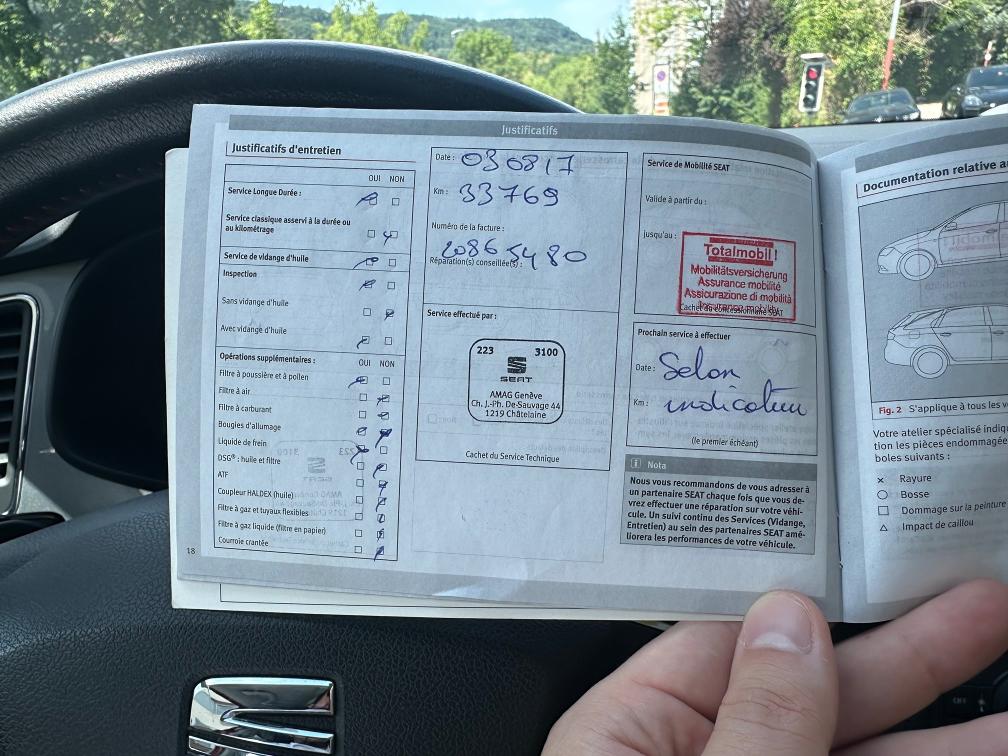 Justificatifs
Justificatifs d'entretien
OUI NON
Service Longue Durée :
Service classique asservi à la durée ou
au kilométrage
Service de vidange d'huile
Inspection
Sans vidange d'huile
Avec vidange d'huile
Opérations supplémentaires :
OUI NON
Filtre à poussière et à pollen
Filtre à air
Filtre à carburant
Bougies d'allumage
Liquide de frein
DSG® : huile et filtre
ATF
Coupleur HALDEX (huile)
Filtre à gaz et tuyaux flexibles
Filtre à gaz liquide (filtre en papier)
Courroie crantée
18
Date : 03 08 17
Km : 33769
Numéro de la facture :
20865480
Réparation(s) conseillée(s) :
Service effectué par :
223 3100
SEAT
AMAG Genève
Ch. J.-Ph. De-Sauvage 44
1219 Châtelaine
Cachet du Service Technique
Service de Mobilité SEAT
Valide à partir du :
jusqu'au :
Totalmobil!
Mobilitätsversicherung
Assurance mobilité
Assicurazione di mobilità
Insurance mobility
Cachet du concessionnaire SEAT
Prochain service à effectuer
Date : Selon
Km : indicateur
(le premier échéant)
i Nota
Nous vous recommandons de vous adresser à
un partenaire SEAT chaque fois que vous de-
vrez effectuer une réparation sur votre véhi-
cule. Un suivi continu des Services (Vidange,
Entretien) au sein des partenaires SEAT amé-
liorera les performances de votre véhicule.
Documentation relative au
Fig. 2 S'applique à tous les v
Votre atelier spécialisé indiq
tion les pièces endommagée
boles suivants :
× Rayure
○ Bosse
□ Dommage sur la peinture
△ Impact de caillou